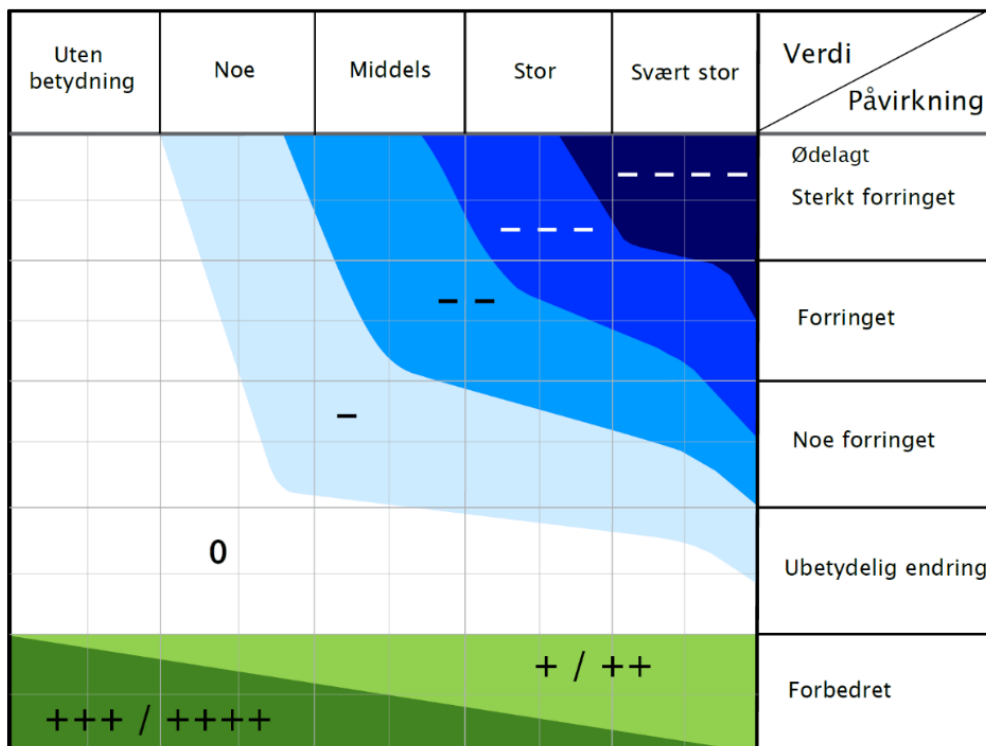 Uten
betydning
Noe
Middels
Stor
Svært stor
Verdi
Påvirkning
Ødelagt
Sterkt forringet
– – – –
– – –
Forringet
– –
Noe forringet
–
Ubetydelig endring
0
Forbedret
+ / ++
+++ / ++++